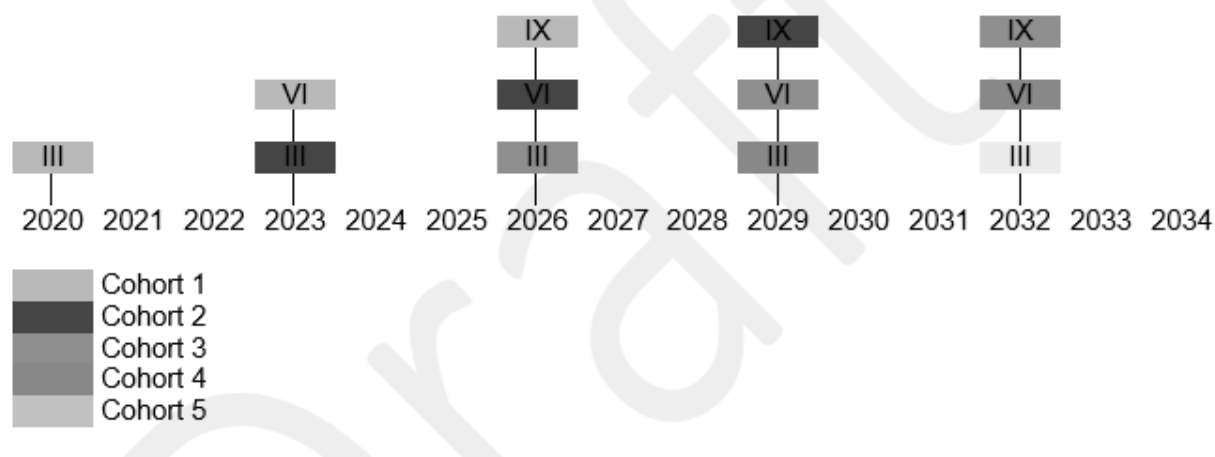 IX IX IX
VI VI VI VI
III III III III III
2020 2021 2022 2023 2024 2025 2026 2027 2028 2029 2030 2031 2032 2033 2034
Cohort 1
Cohort 2
Cohort 3
Cohort 4
Cohort 5
Draft